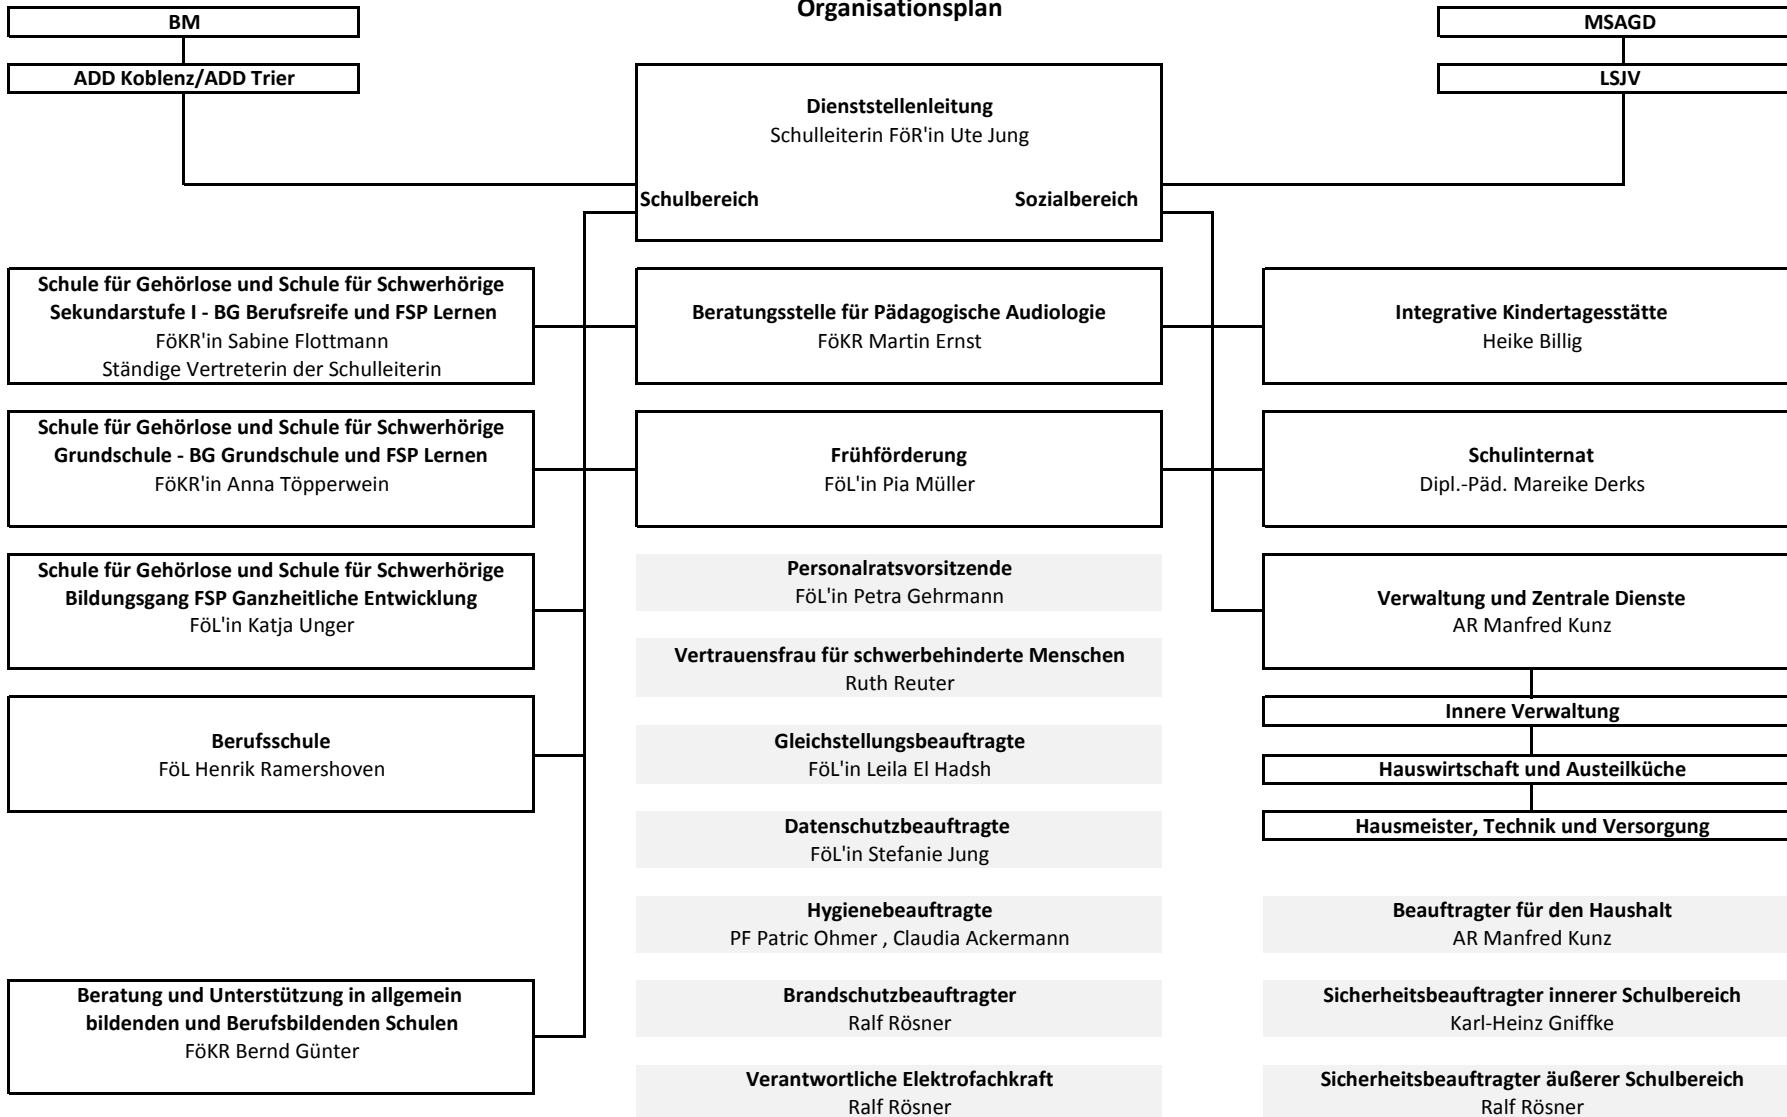 Organisationsplan
BM
MSAGD
ADD Koblenz/ADD Trier
LSJV
Dienststellenleitung
Schulleiterin FöR'in Ute Jung
Schulbereich
Sozialbereich
Schule für Gehörlose und Schule für Schwerhörige
Sekundarstufe I - BG Berufsreife und FSP Lernen
FöKR'in Sabine Flottmann
Ständige Vertreterin der Schulleiterin
Beratungsstelle für Pädagogische Audiologie
FöKR Martin Ernst
Integrative Kindertagesstätte
Heike Billig
Schule für Gehörlose und Schule für Schwerhörige
Grundschule - BG Grundschule und FSP Lernen
FöKR'in Anna Töpperwein
Frühförderung
FöL'in Pia Müller
Schulinternat
Dipl.-Päd. Mareike Derks
Schule für Gehörlose und Schule für Schwerhörige
Bildungsgang FSP Ganzheitliche Entwicklung
FöL'in Katja Unger
Personalratsvorsitzende
FöL'in Petra Gehrmann
Verwaltung und Zentrale Dienste
AR Manfred Kunz
Vertrauensfrau für schwerbehinderte Menschen
Ruth Reuter
Innere Verwaltung
Berufsschule
FöL Henrik Ramershoven
Gleichstellungsbeauftragte
FöL'in Leila El Hadsh
Hauswirtschaft und Austeilküche
Datenschutzbeauftragte
FöL'in Stefanie Jung
Hausmeister, Technik und Versorgung
Hygienebeauftragte
PF Patric Ohmer , Claudia Ackermann
Beauftragter für den Haushalt
AR Manfred Kunz
Beratung und Unterstützung in allgemein
bildenden und Berufsbildenden Schulen
FöKR Bernd Günter
Brandschutzbeauftragter
Ralf Rösner
Sicherheitsbeauftragter innerer Schulbereich
Karl-Heinz Gniffke
Verantwortliche Elektrofachkraft
Ralf Rösner
Sicherheitsbeauftragter äußerer Schulbereich
Ralf Rösner